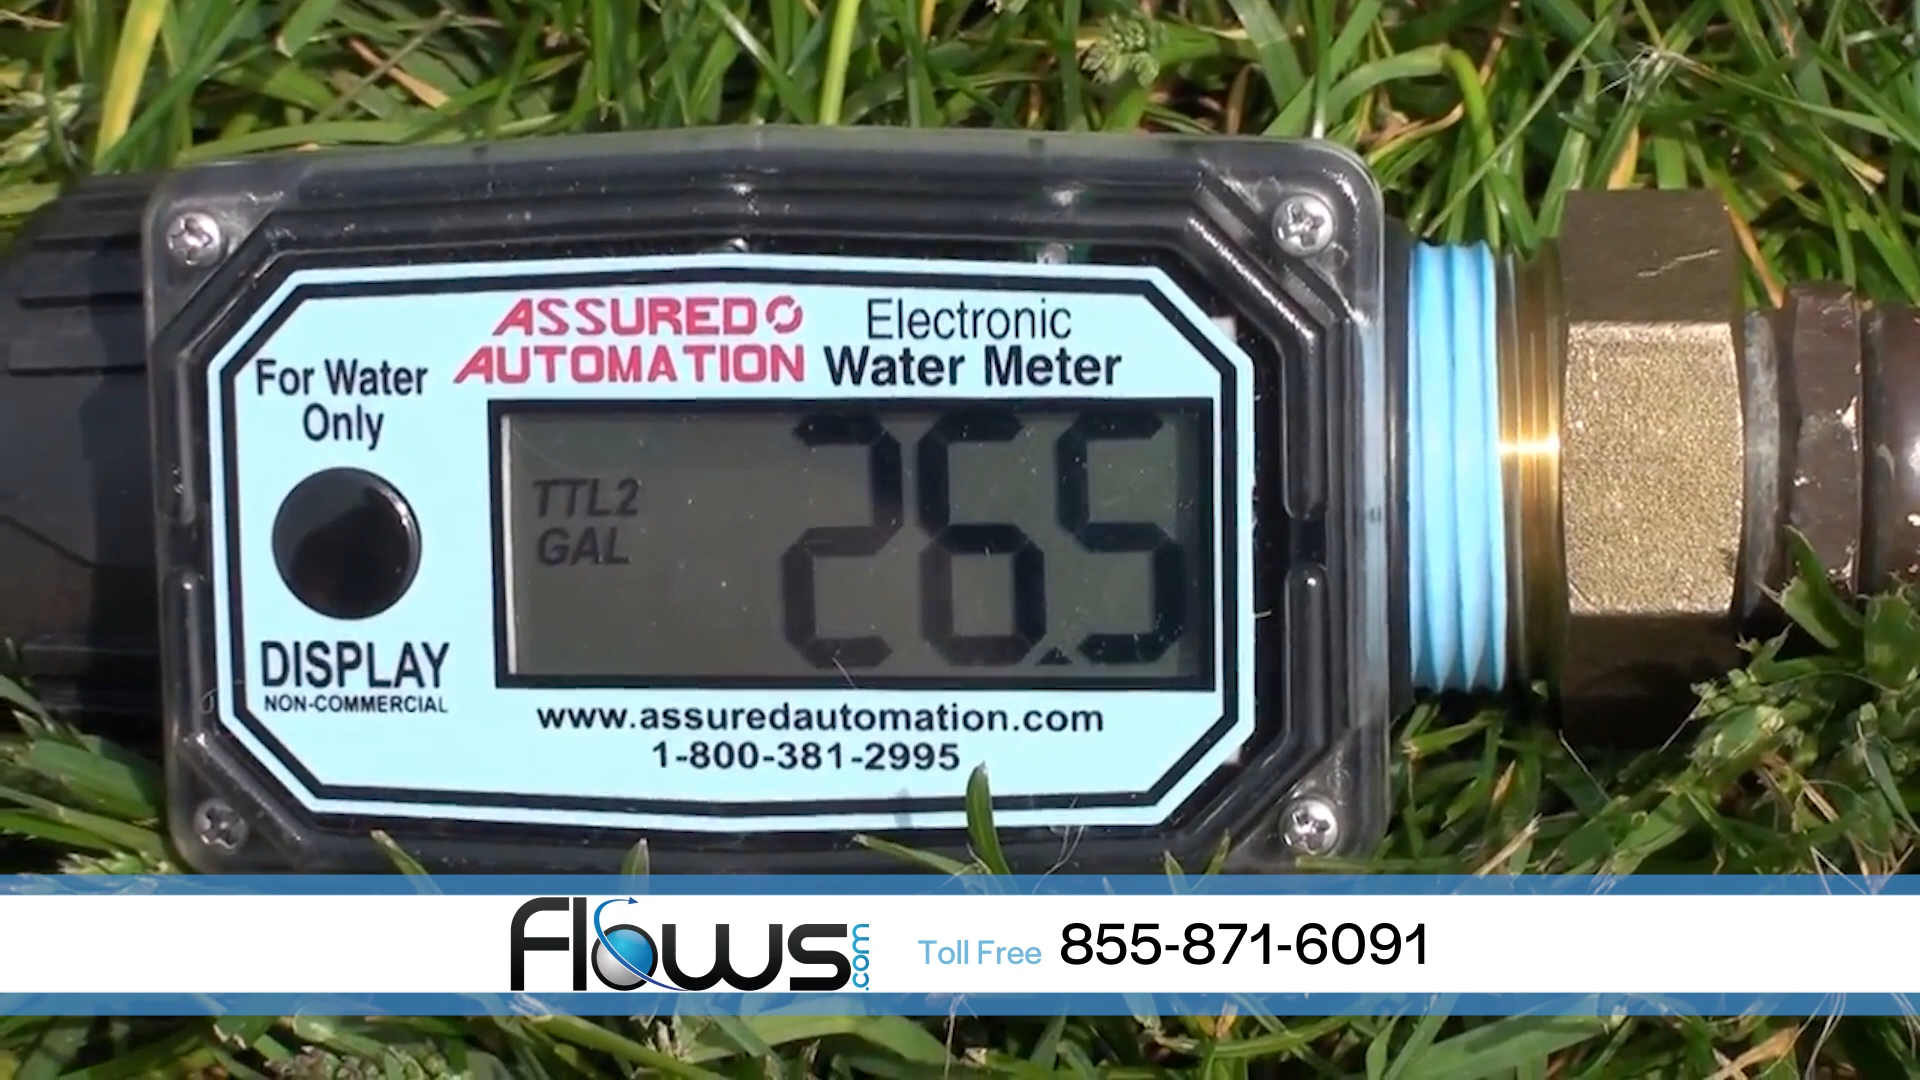 ASSURED
AUTOMATION
Electronic
Water Meter
For Water
Only
TTL2
GAL
26.5
DISPLAY
NON-COMMERCIAL
www.assuredautomation.com
1-800-381-2995
Flows.com
Toll Free 855-871-6091